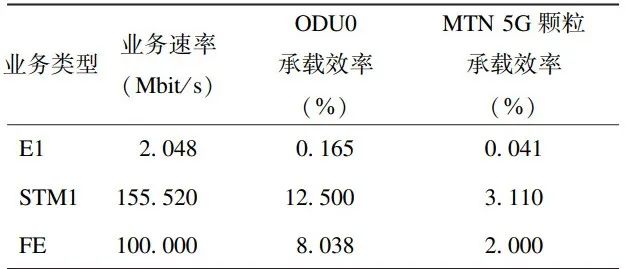 业务类型 业务速率 (Mbit/s) ODU0 承载效率 (%) MTN 5G 颗粒 承载效率 (%)
E1 2.048 0.165 0.041
STM1 155.520 12.500 3.110
FE 100.000 8.038 2.000